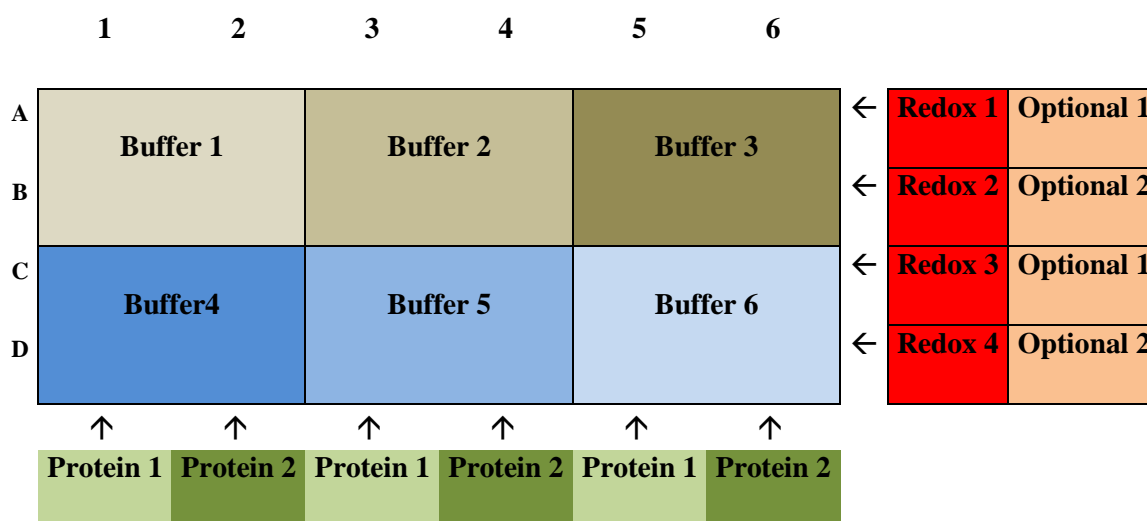 1 2 3 4 5 6
A ← Redox 1 Optional 1
Buffer 1 Buffer 2 Buffer 3
B ← Redox 2 Optional 2
C ← Redox 3 Optional 1
Buffer4 Buffer 5 Buffer 6
D ← Redox 4 Optional 2
↑ ↑ ↑ ↑ ↑ ↑
Protein 1 Protein 2 Protein 1 Protein 2 Protein 1 Protein 2